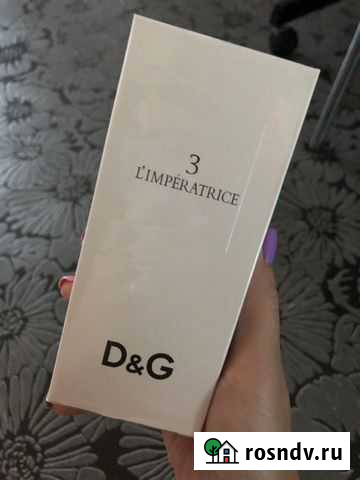 3
L'IMPÉRATRICE
D&G
rosndv.ru